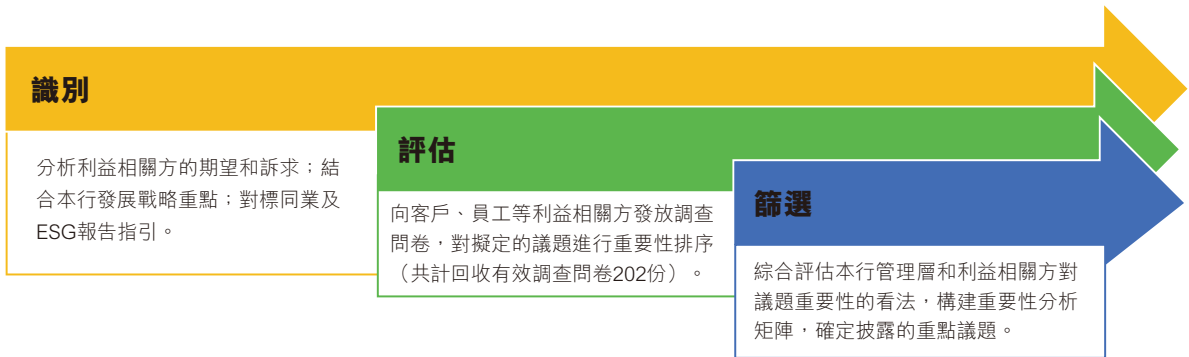 識別
分析利益相關方的期望和訴求；結
合本行發展戰略重點；對標同業及
ESG報告指引。
評估
向客戶、員工等利益相關方發放調查
問卷，對擬定的議題進行重要性排序
（共計回收有效調查問卷202份）。
篩選
綜合評估本行管理層和利益相關方對
議題重要性的看法，構建重要性分析
矩陣，確定披露的重點議題。